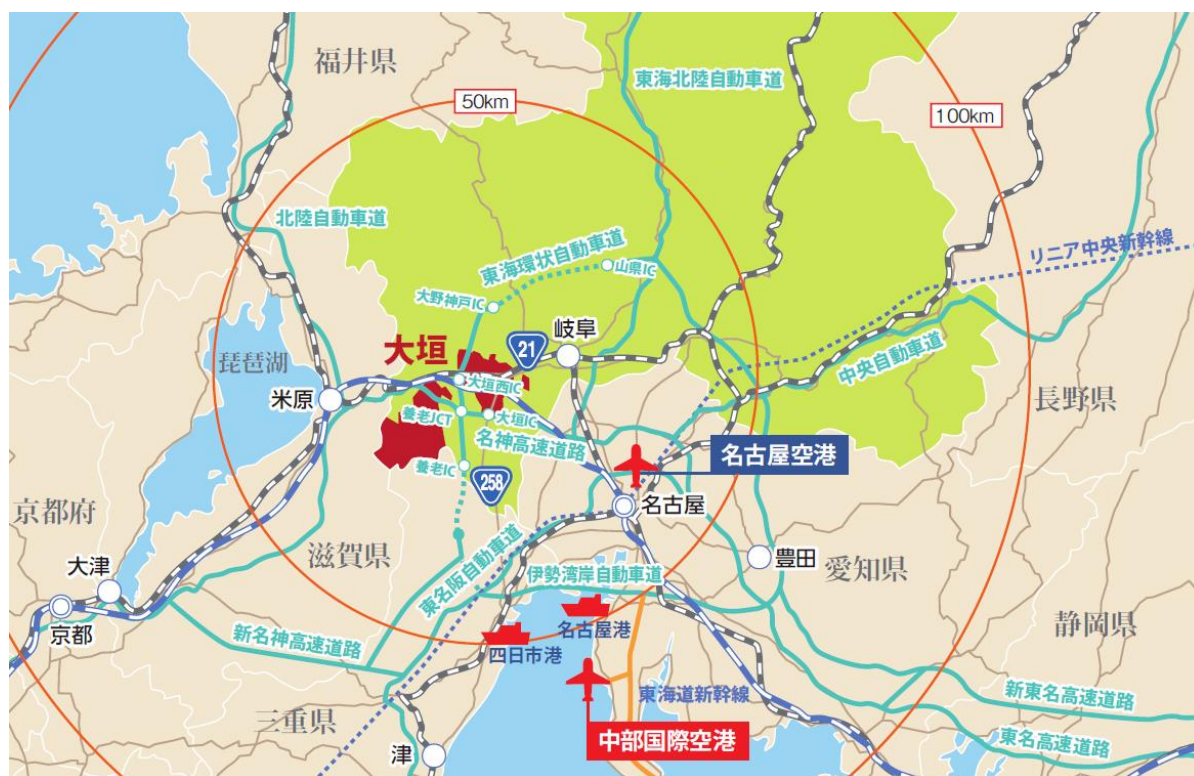 福井県
東海北陸自動車道
50km
100km
北陸自動車道
東海環状自動車道
山県IC
リニア中央新幹線
大野神戸IC
岐阜
21
大垣
琵琶湖
大垣西IC
中央自動車道
米原
長野県
養老JCT
大垣IC
名神高速道路
名古屋空港
養老IC
258
京都府
名古屋
滋賀県
東名阪自動車道
大津
豊田
愛知県
伊勢湾岸自動車道
京都
名古屋港
静岡県
新名神高速道路
四日市港
東海道新幹線
新東名高速道路
三重県
中部国際空港
東名高速道路
津